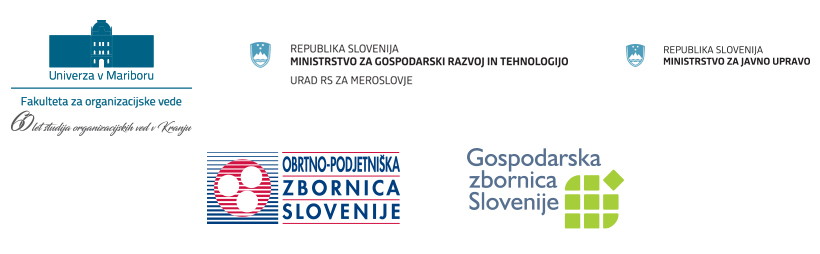 Univerza v Mariboru
Fakulteta za organizacijske vede
60 let študija organizacijskih ved v Kranju
REPUBLIKA SLOVENIJA
MINISTRSTVO ZA GOSPODARSKI RAZVOJ IN TEHNOLOGIJO
URAD RS ZA MEROSLOVJE
REPUBLIKA SLOVENIJA
MINISTRSTVO ZA JAVNO UPRAVO
OBRTNO-PODJETNIŠKA
ZBORNICA
SLOVENIJE
Gospodarska
zbornica
Slovenije